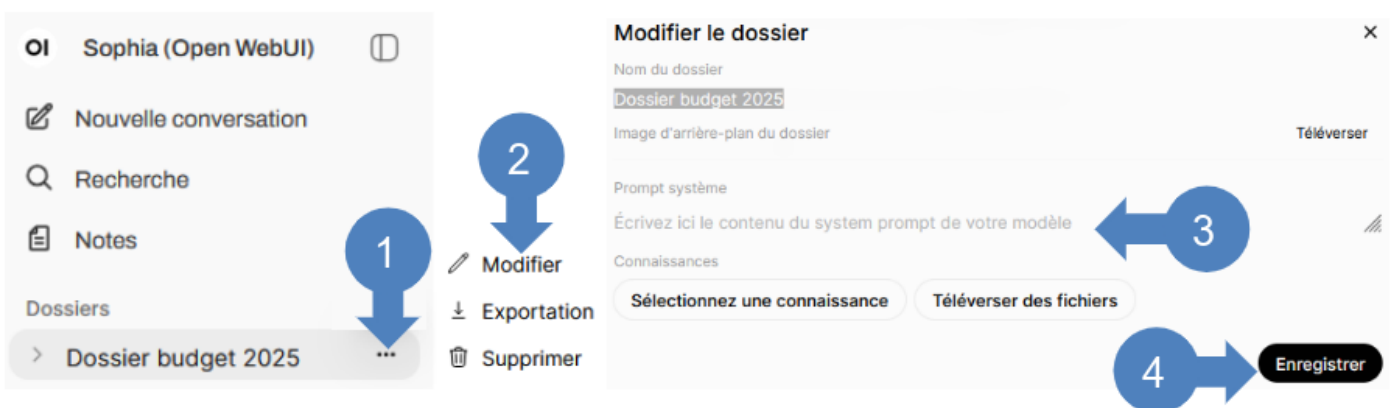 OI Sophia (Open WebUI)
Nouvelle conversation
Recherche
Notes
Dossiers
Dossier budget 2025
1
2
Modifier
Exportation
Supprimer
Modifier le dossier
Nom du dossier
Dossier budget 2025
Image d'arrière-plan du dossier Téléverser
Prompt système
Écrivez ici le contenu du system prompt de votre modèle
3
Connaissances
Sélectionnez une connaissance Téléverser des fichiers
4
Enregistrer